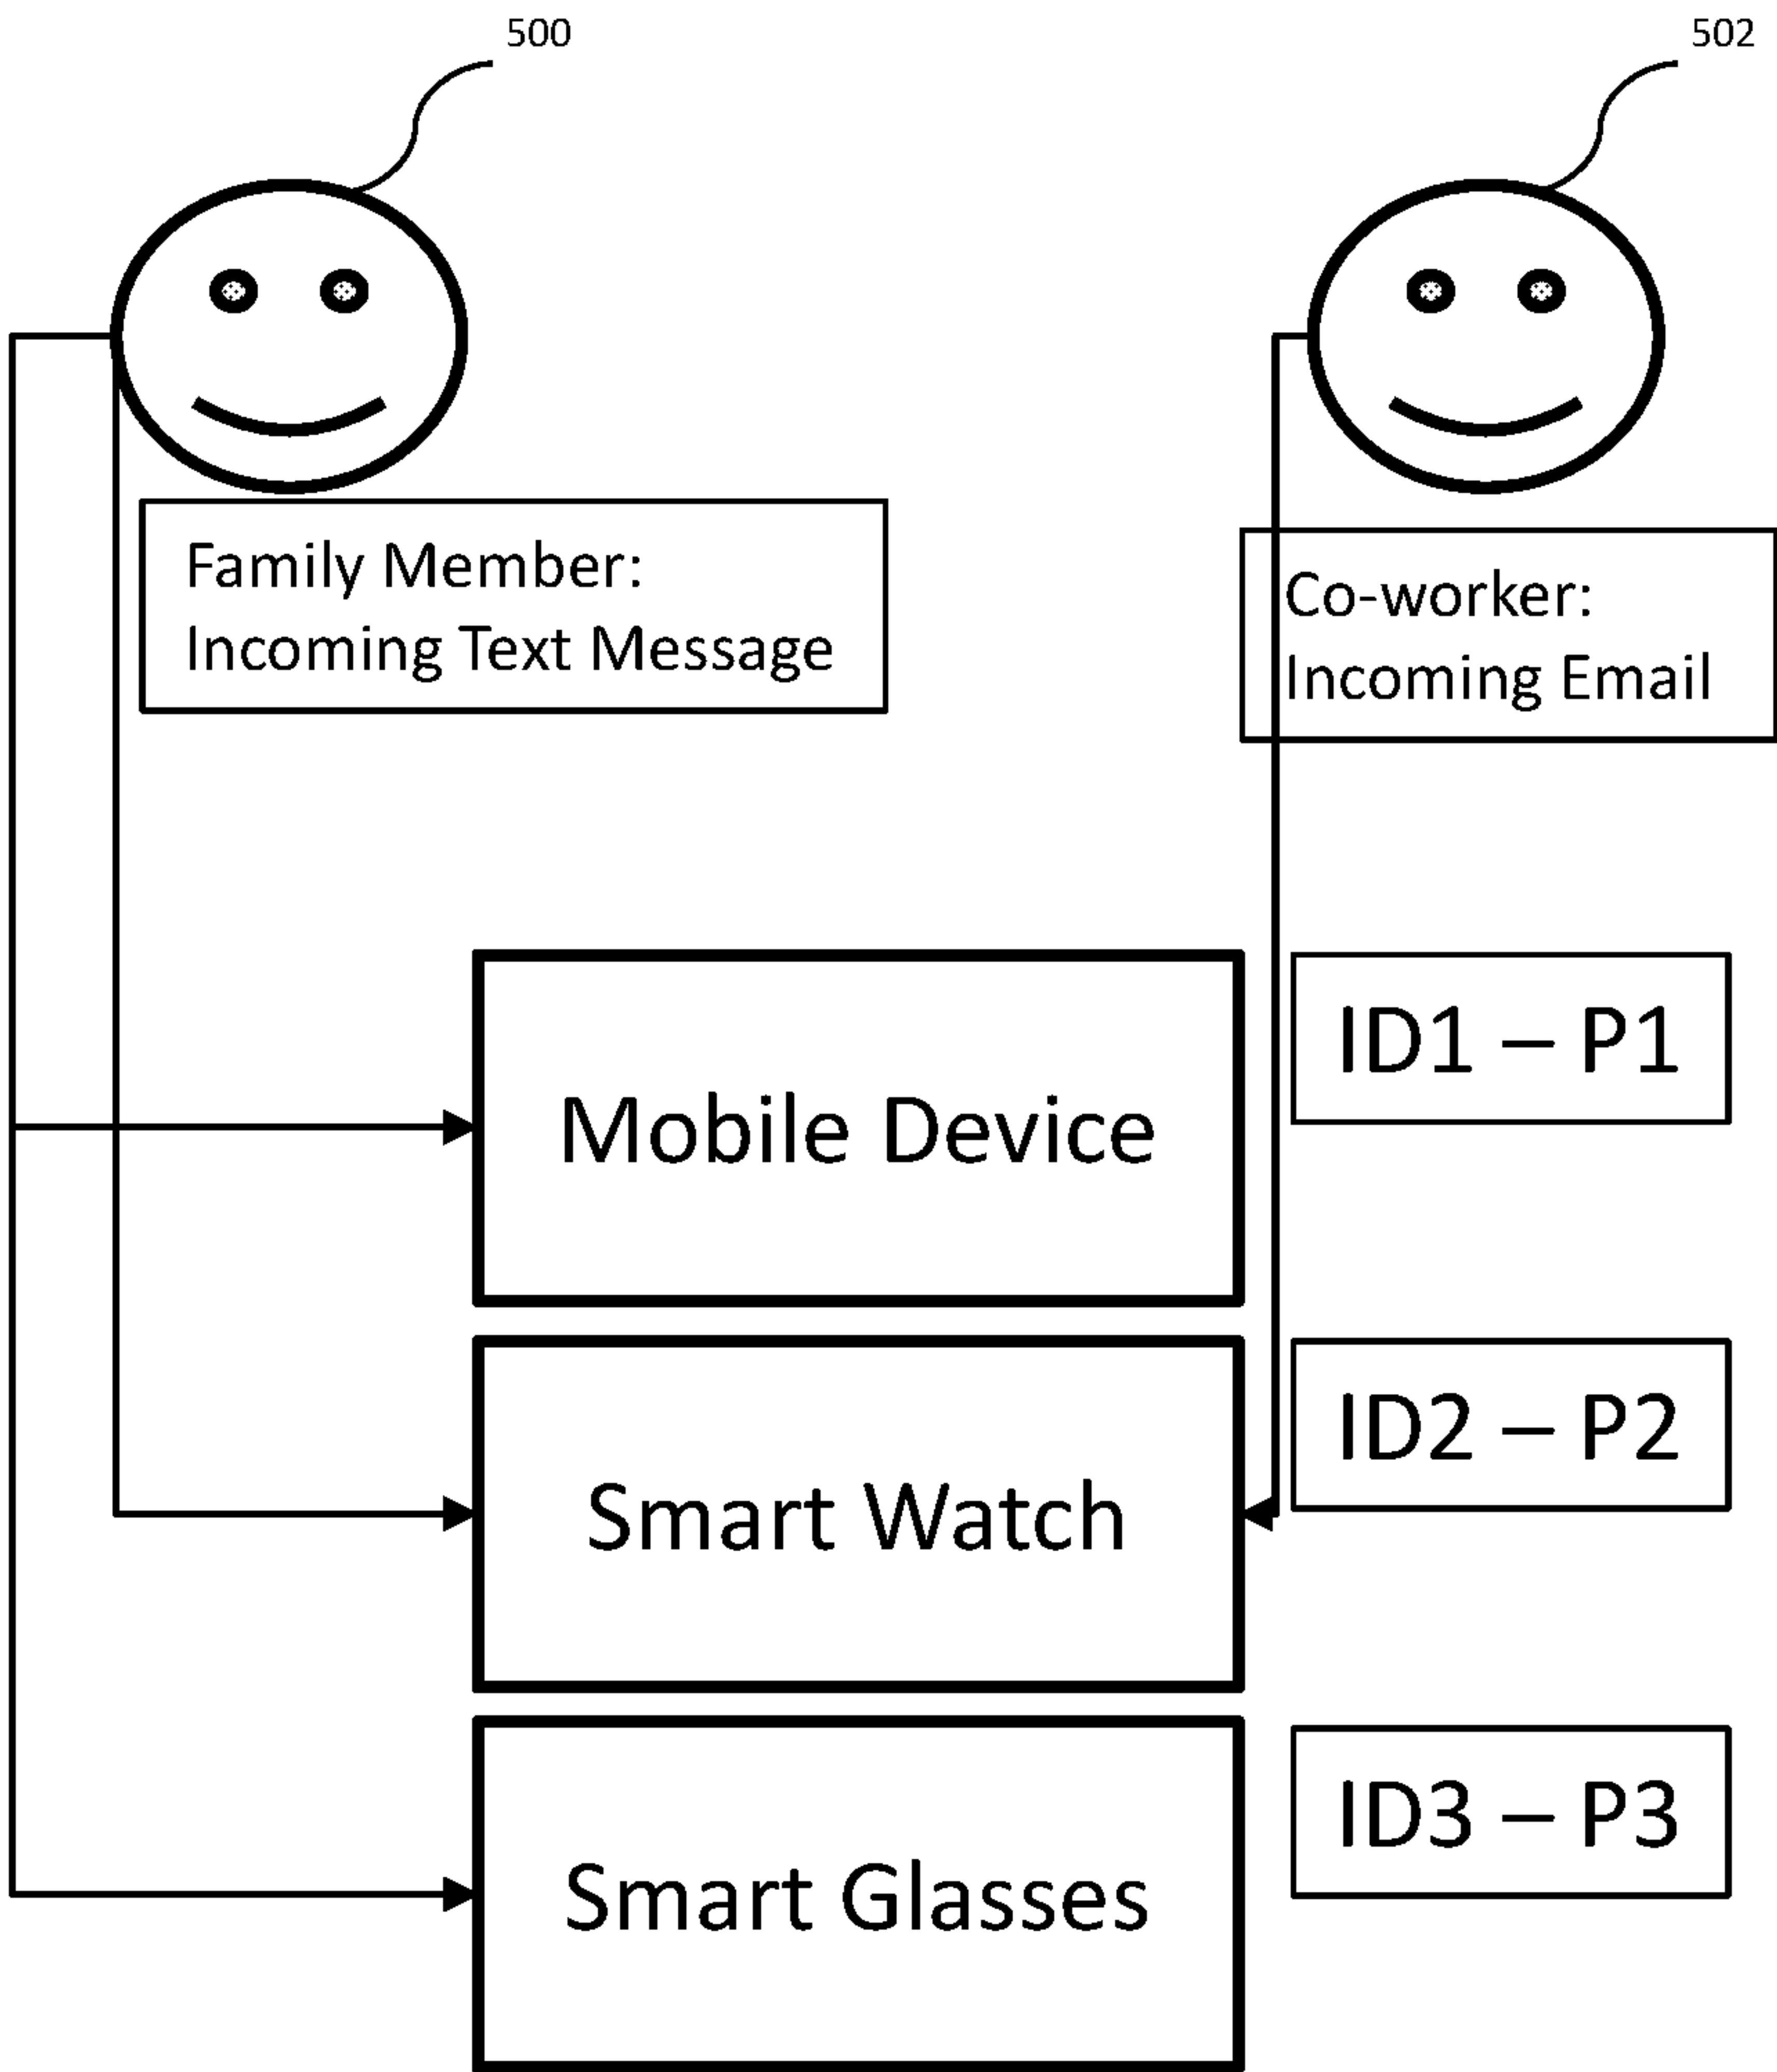 500
502
Family Member:
Incoming Text Message
Co-worker:
Incoming Email
Mobile Device
ID1 – P1
Smart Watch
ID2 – P2
Smart Glasses
ID3 – P3